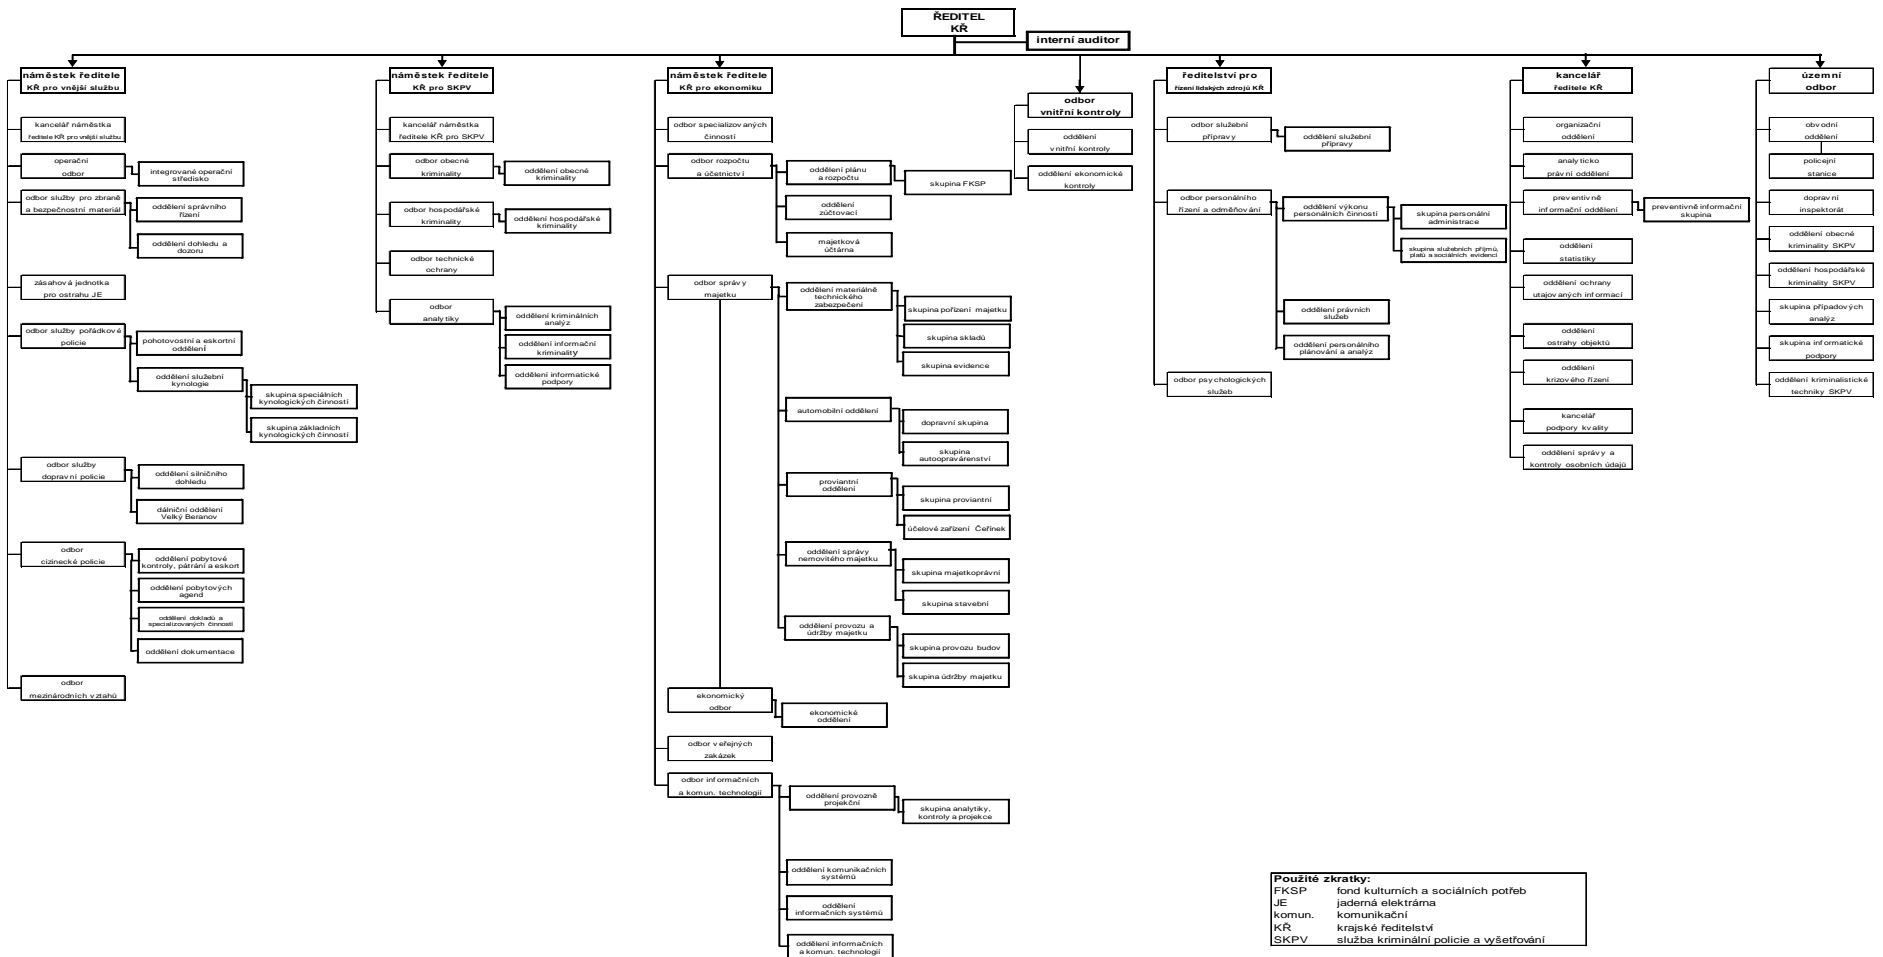 ŘEDITEL
KŘ
interní auditor
náměstek ředitele
KŘ pro vnější službu
kancelář náměstka
ředitele KŘ pro vnější službu
operační
odbor
integrované operační
středisko
odbor služby pro zbraně
a bezpečnostní materiál
oddělení správního
řízení
oddělení dohledu a
dozoru
zásahová jednotka
pro ostrahu JE
odbor služby pořádkové
policie
pohotovostní a eskortní
oddělení
oddělení služební
kynologie
skupina speciálních
kynologických činností
skupina základních
kynologických činností
odbor služby
dopravní policie
oddělení silničního
dohledu
dálniční oddělení
Velký Beranov
odbor
cizinecké policie
oddělení pobytové
kontroly, pátrání a eskort
oddělení pobytových
agend
oddělení dokladů a
specializovaných činností
oddělení dokumentace
odbor
mezinárodních vztahů
náměstek ředitele
KŘ pro SKPV
kancelář náměstka
ředitele KŘ pro SKPV
odbor obecné
kriminality
oddělení obecné
kriminality
odbor hospodářské
kriminality
oddělení hospodářské
kriminality
odbor technické
ochrany
odbor
analytiky
oddělení kriminálních
analýz
oddělení informační
kriminality
oddělení informatické
podpory
náměstek ředitele
KŘ pro ekonomiku
odbor specializovaných
činností
odbor rozpočtu
a účetnictví
oddělení plánu
a rozpočtu
skupina FKSP
oddělení
zúčtovací
majetková
účtárna
odbor správy
majetku
oddělení materiálně
technického
zabezpečení
skupina pořízení majetku
skupina skladů
skupina evidence
automobilní oddělení
dopravní skupina
skupina
autoopravárenství
proviantní
oddělení
skupina proviantní
účelové zařízení Čeřínek
oddělení správy
nemovitého majetku
skupina majetkoprávní
skupina stavební
oddělení provozu a
údržby majetku
skupina provozu budov
skupina údržby majetku
ekonomický
odbor
ekonomické
oddělení
odbor veřejných
zakázek
odbor informačních
a komun. technologií
oddělení provozně
projekční
skupina analytiky,
kontroly a projekce
oddělení komunikačních
systémů
oddělení
informačních systémů
oddělení informačních
a komun. technologií
odbor
vnitřní kontroly
oddělení
vnitřní kontroly
oddělení ekonomické
kontroly
ředitelství pro
řízení lidských zdrojů KŘ
odbor služební
přípravy
oddělení služební
přípravy
odbor personálního
řízení a odměňování
oddělení výkonu
personálních činností
skupina personální
administrace
skupina služebních příjmů,
platů a sociálních evidencí
oddělení právních
služeb
oddělení personálního
plánování a analýz
odbor psychologických
služeb
kancelář
ředitele KŘ
organizační
oddělení
analyticko
právní oddělení
preventivně
informační oddělení
preventivně informační
skupina
oddělení
statistiky
oddělení ochrany
utajovaných informací
oddělení
ostrahy objektů
oddělení
krizového řízení
kancelář
podpory kvality
oddělení správy a
kontroly osobních údajů
územní
odbor
obvodní
oddělení
policejní
stanice
dopravní
inspektorát
oddělení obecné
kriminality SKPV
oddělení hospodářské
kriminality SKPV
skupina případových
analýz
skupina informatické
podpory
oddělení kriminalistické
techniky SKPV
Použité zkratky:
FKSP fond kulturních a sociálních potřeb
JE jaderná elektrárna
komun. komunikační
KŘ krajské ředitelství
SKPV služba kriminální policie a vyšetřování